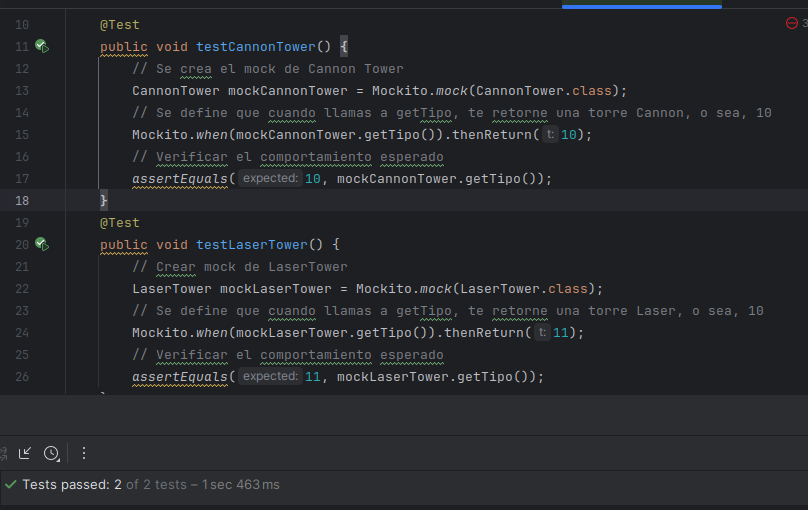 3
10 @Test
11 public void testCannonTower() {
12 // Se crea el mock de Cannon Tower
13 CannonTower mockCannonTower = Mockito.mock(CannonTower.class);
14 // Se define que cuando llamas a getTipo, te retorne una torre Cannon, o sea, 10
15 Mockito.when(mockCannonTower.getTipo()).thenReturn( t: 10);
16 // Verificar el comportamiento esperado
17 assertEquals( expected: 10, mockCannonTower.getTipo());
18 }
19 @Test
20 public void testLaserTower() {
21 // Crear mock de LaserTower
22 LaserTower mockLaserTower = Mockito.mock(LaserTower.class);
23 // Se define que cuando llamas a getTipo, te retorne una torre Laser, o sea, 10
24 Mockito.when(mockLaserTower.getTipo()).thenReturn( t: 11);
25 // Verificar el comportamiento esperado
26 assertEquals( expected: 11, mockLaserTower.getTipo());
Tests passed: 2 of 2 tests – 1 sec 463 ms